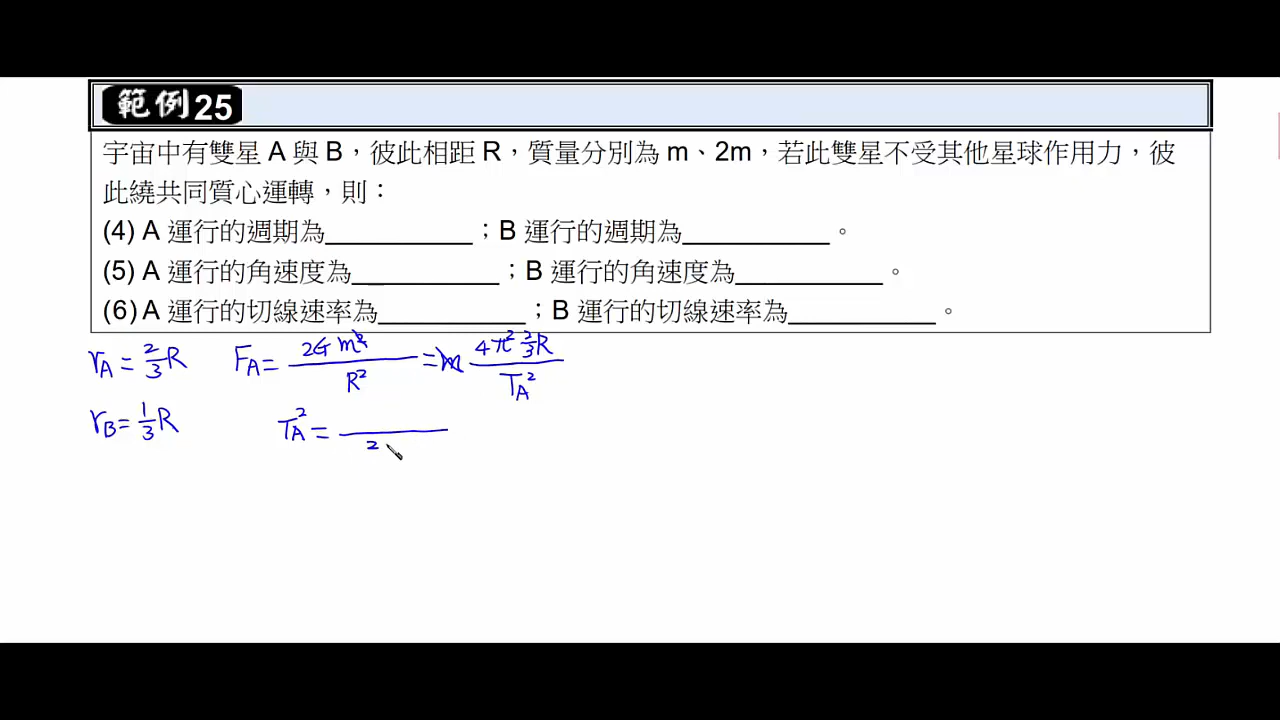 範例25
宇宙中有雙星 A 與 B，彼此相距 R，質量分別為 m、2m，若此雙星不受其他星球作用力，彼
此繞共同質心運轉，則：
(4) A 運行的週期為__________；B 運行的週期為__________。
(5) A 運行的角速度為__________；B 運行的角速度為__________。
(6) A 運行的切線速率為__________；B 運行的切線速率為__________。
r_A = 2/3 R F_A = 2Gm²/R² = m 4π² 2/3 R / T_A²
r_B = 1/3 R T_A² = / 2